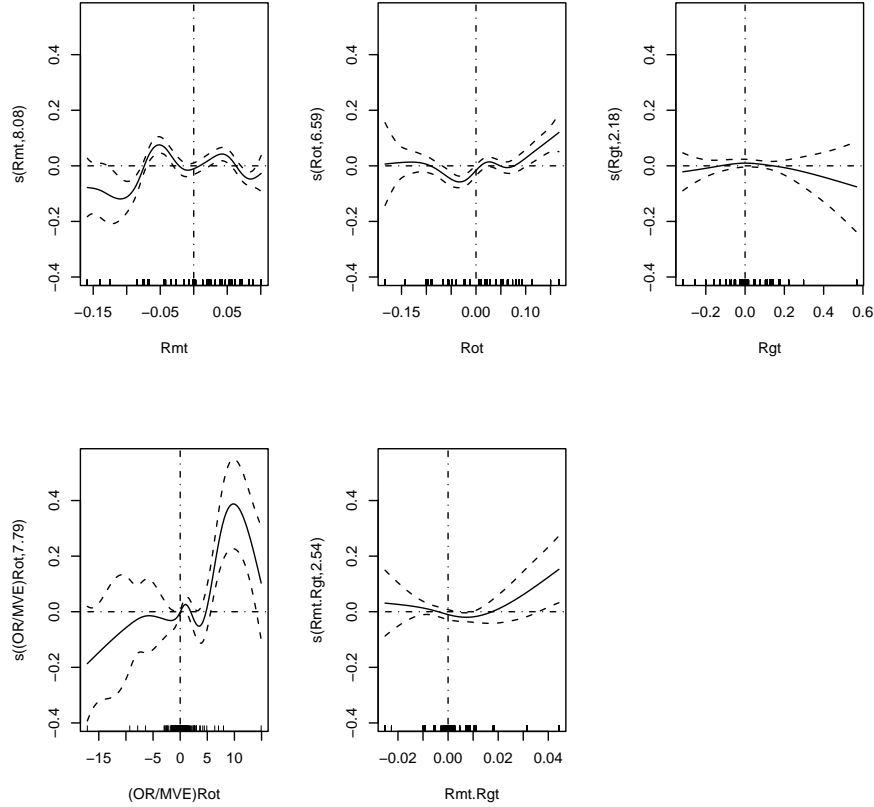 0.4
0.2
0.0
−0.2
−0.4
s(Rmt,8.08)
−0.15 −0.05 0.05
Rmt
0.4
0.2
0.0
−0.2
−0.4
s(Rot,6.59)
−0.15 0.00 0.10
Rot
0.4
0.2
0.0
−0.2
−0.4
s(Rgt,2.18)
−0.2 0.0 0.2 0.4 0.6
Rgt
0.4
0.2
0.0
−0.2
−0.4
s((OR/MVE)Rot,7.79)
−15 −5 0 5 10
(OR/MVE)Rot
0.4
0.2
0.0
−0.2
−0.4
s(Rmt.Rgt,2.54)
−0.02 0.00 0.02 0.04
Rmt.Rgt